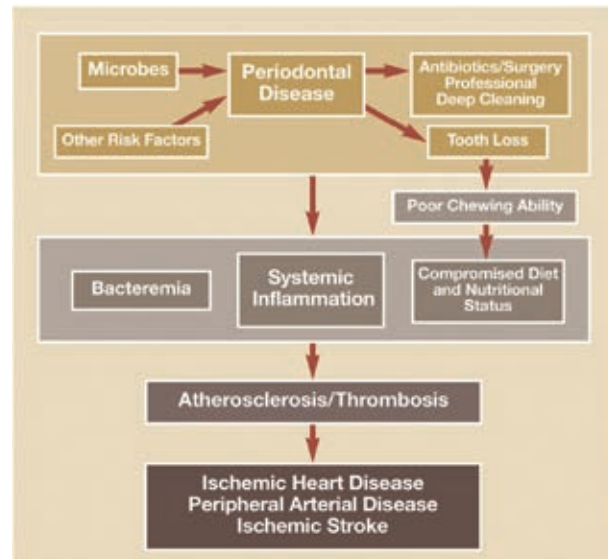 Microbes
Periodontal
Disease
Antibiotics/Surgery
Professional
Deep Cleaning
Other Risk Factors
Tooth Loss
Poor Chewing Ability
Bacteremia
Systemic
Inflammation
Compromised Diet
and Nutritional
Status
Atherosclerosis/Thrombosis
Ischemic Heart Disease
Peripheral Arterial Disease
Ischemic Stroke